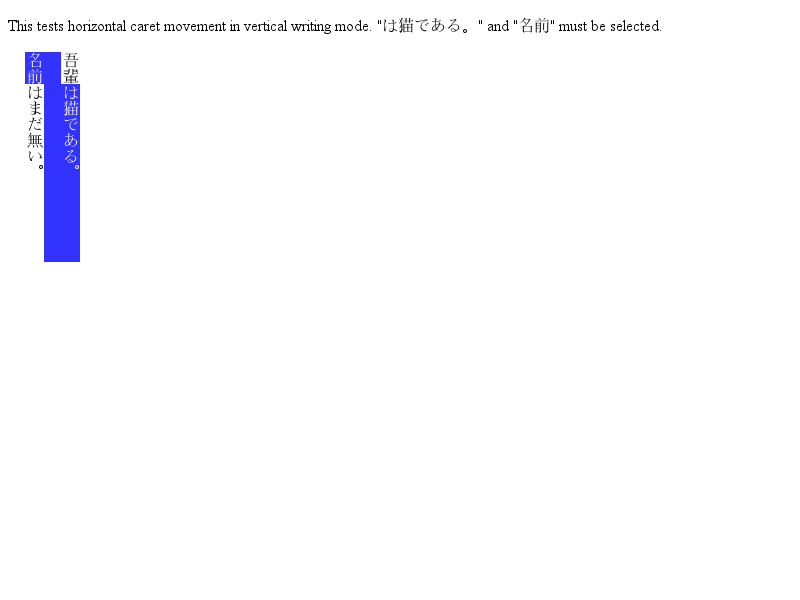 This tests horizontal caret movement in vertical writing mode. "は猫である。" and "名前" must be selected.
吾輩は猫である。
名前はまだ無い。